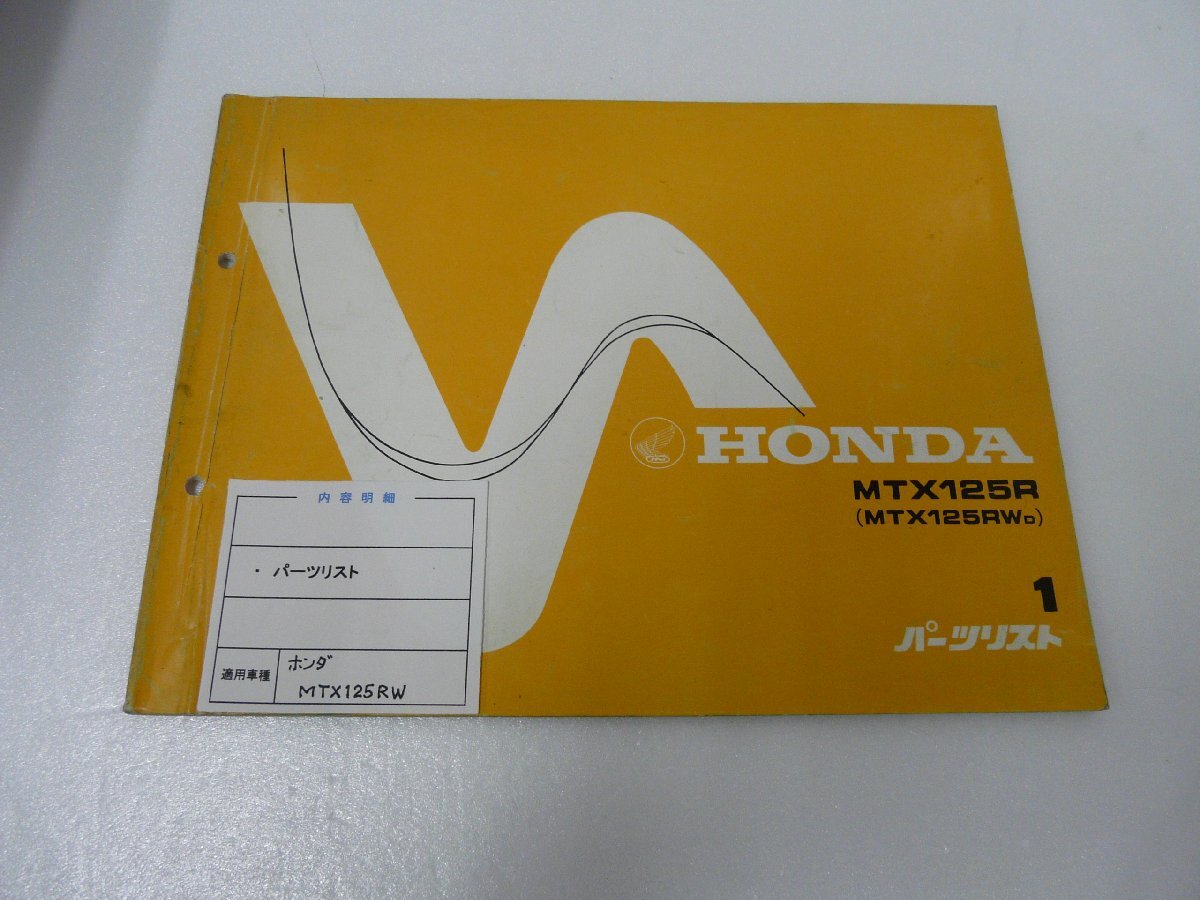 HONDA
MTX125R
(MTX125RWD)
1
パーツリスト
内容明細
・ パーツリスト
適用車種
ホンダ
MTX125RW